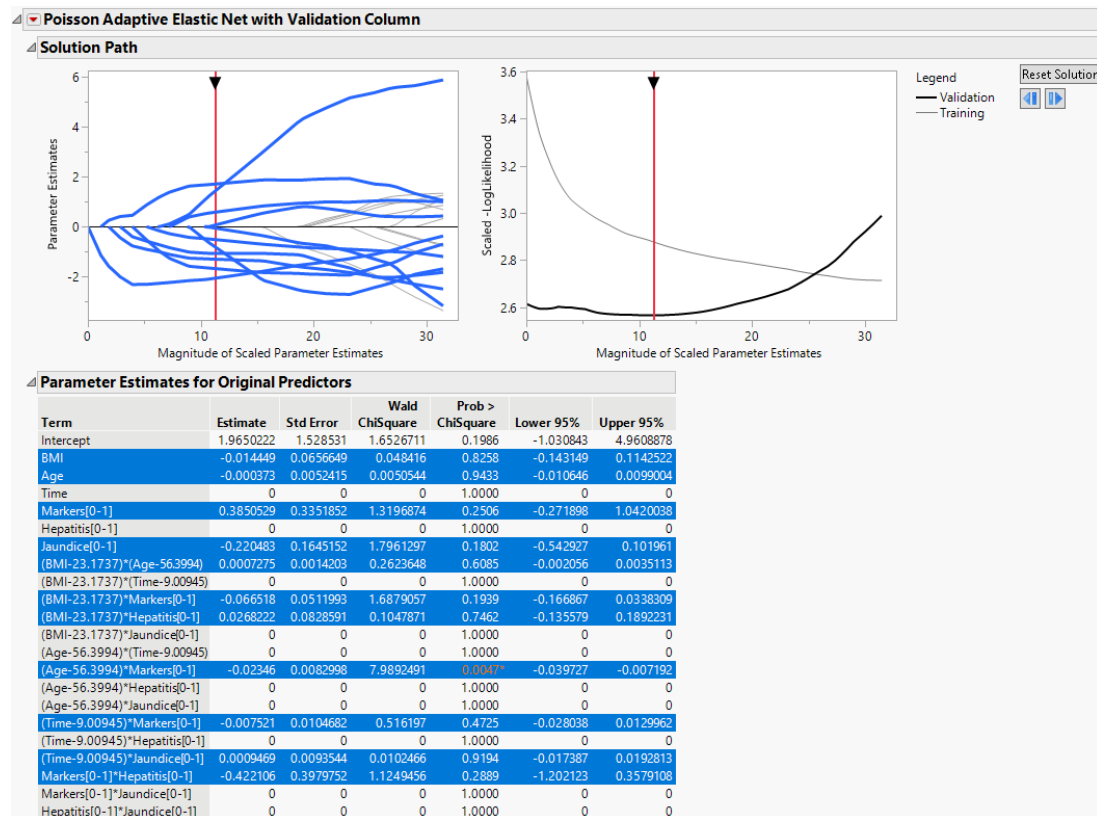 Poisson Adaptive Elastic Net with Validation Column
Solution Path
6
4
2
0
-2
Parameter Estimates
0 10 20 30
Magnitude of Scaled Parameter Estimates
3.6
3.4
3.2
3.0
2.8
2.6
Scaled -LogLikelihood
0 10 20 30
Magnitude of Scaled Parameter Estimates
Legend
Validation
Training
Reset Solution
Parameter Estimates for Original Predictors
Wald Prob >
Term Estimate Std Error ChiSquare ChiSquare Lower 95% Upper 95%
Intercept 1.9650222 1.528531 1.6526711 0.1986 -1.030843 4.9608878
BMI -0.014449 0.0656649 0.048416 0.8258 -0.143149 0.1142522
Age -0.000373 0.0052415 0.0050544 0.9433 -0.010646 0.0099004
Time 0 0 0 1.0000 0 0
Markers[0-1] 0.3850529 0.3351852 1.3196874 0.2506 -0.271898 1.0420038
Hepatitis[0-1] 0 0 0 1.0000 0 0
Jaundice[0-1] -0.220483 0.1645152 1.7961297 0.1802 -0.542927 0.101961
(BMI-23.1737)*(Age-56.3994) 0.0007275 0.0014203 0.2623648 0.6085 -0.002056 0.0035113
(BMI-23.1737)*(Time-9.00945) 0 0 0 1.0000 0 0
(BMI-23.1737)*Markers[0-1] -0.066518 0.0511993 1.6879057 0.1939 -0.166867 0.0338309
(BMI-23.1737)*Hepatitis[0-1] 0.0268222 0.0828591 0.1047871 0.7462 -0.135579 0.1892231
(BMI-23.1737)*Jaundice[0-1] 0 0 0 1.0000 0 0
(Age-56.3994)*(Time-9.00945) 0 0 0 1.0000 0 0
(Age-56.3994)*Markers[0-1] -0.02346 0.0082998 7.9892491 0.0047* -0.039727 -0.007192
(Age-56.3994)*Hepatitis[0-1] 0 0 0 1.0000 0 0
(Age-56.3994)*Jaundice[0-1] 0 0 0 1.0000 0 0
(Time-9.00945)*Markers[0-1] -0.007521 0.0104682 0.516197 0.4725 -0.028038 0.0129962
(Time-9.00945)*Hepatitis[0-1] 0 0 0 1.0000 0 0
(Time-9.00945)*Jaundice[0-1] 0.0009469 0.0093544 0.0102466 0.9194 -0.017387 0.0192813
Markers[0-1]*Hepatitis[0-1] -0.422106 0.3979752 1.1249456 0.2889 -1.202123 0.3579108
Markers[0-1]*Jaundice[0-1] 0 0 0 1.0000 0 0
Hepatitis[0-1]*Jaundice[0-1] 0 0 0 1.0000 0 0